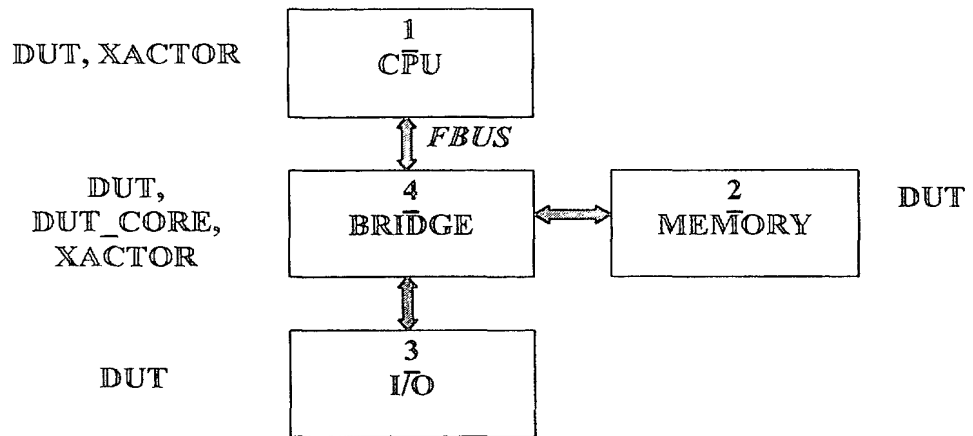 1
DUT, XACTOR
CPU
FBUS
DUT,
DUT_CORE,
XACTOR
4
BRIDGE
2
MEMORY
DUT
3
I/O
DUT